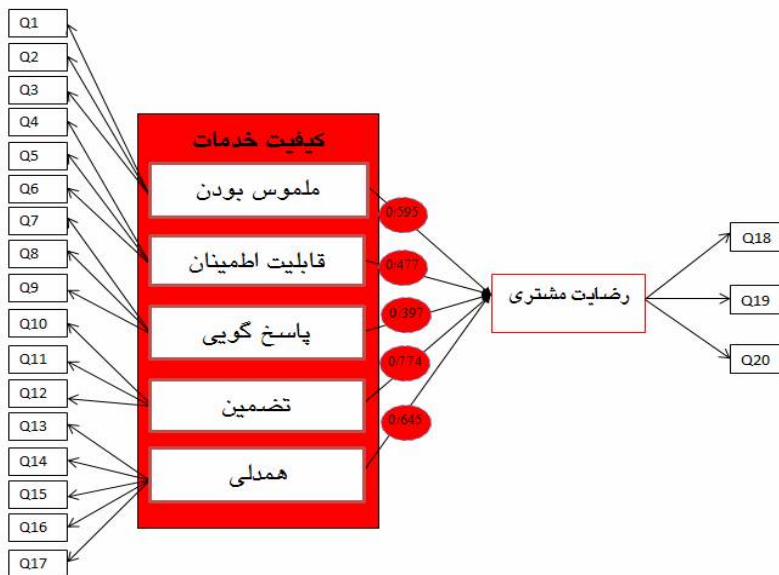 Q1
Q2
Q3
Q4
Q5
Q6
Q7
Q8
Q9
Q10
Q11
Q12
Q13
Q14
Q15
Q16
Q17
کیفیت خدمات
ملموس بودن
قابلیت اطمینان
پاسخ گویی
تضمین
همدلی
0/595
0/477
0/397
0/774
0/645
رضایت مشتری
Q18
Q19
Q20